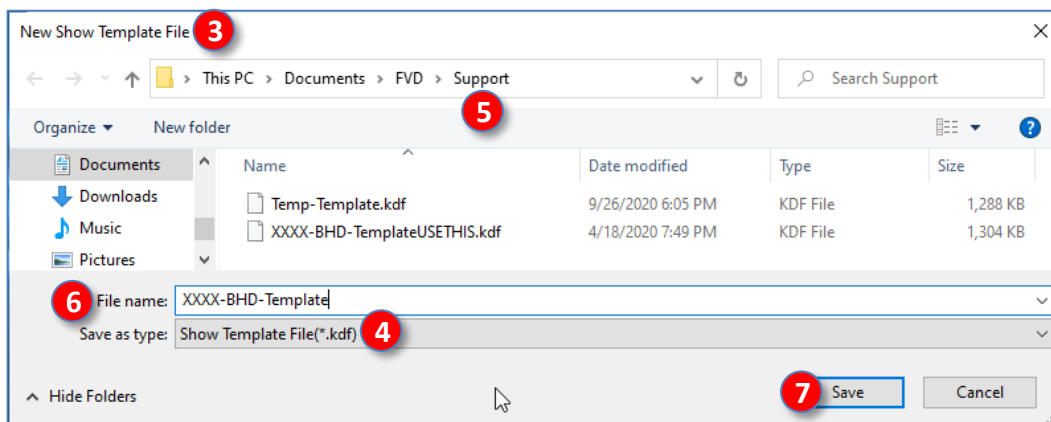 New Show Template File 3
This PC > Documents > FVD > Support
Search Support
5
Organize New folder
?
Documents
Name Date modified Type Size
Downloads
Temp-Template.kdf 9/26/2020 6:05 PM KDF File 1,288 KB
Music
XXXX-BHD-TemplateUSETHIS.kdf 4/18/2020 7:49 PM KDF File 1,304 KB
Pictures
6 File name: XXXX-BHD-Template
Save as type: Show Template File(*.kdf) 4
Hide Folders 7 Save Cancel